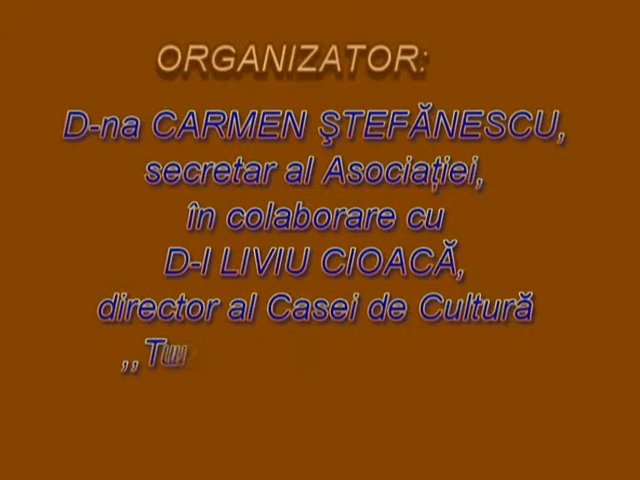 ORGANIZATOR:
D-na CARMEN ŞTEFĂNESCU,
secretar al Asociaţiei,
în colaborare cu
D-l LIVIU CIOACĂ,
director al Casei de Cultură